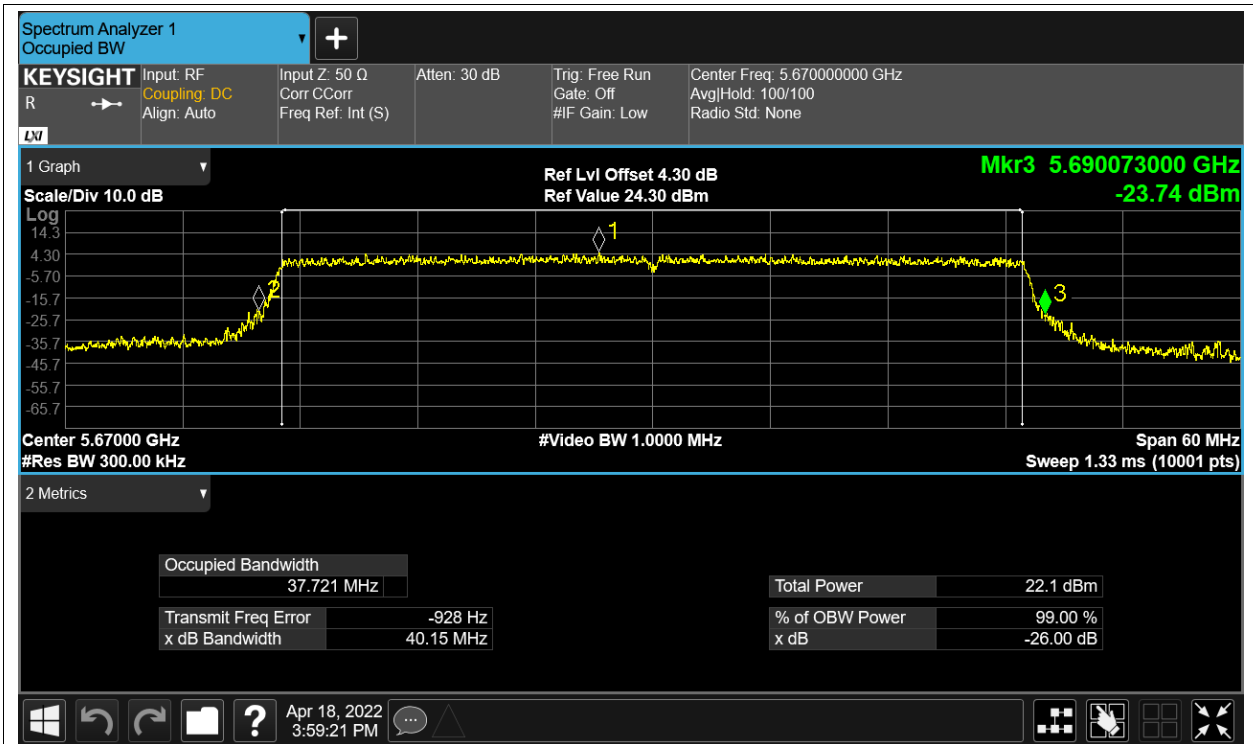 Spectrum Analyzer 1
Occupied BW
KEYSIGHT
R
LXI
Input: RF
Coupling: DC
Align: Auto
Input Z: 50 Ω
Corr CCorr
Freq Ref: Int (S)
Atten: 30 dB
Trig: Free Run
Gate: Off
#IF Gain: Low
Center Freq: 5.670000000 GHz
Avg|Hold: 100/100
Radio Std: None
1 Graph
Scale/Div 10.0 dB
Ref Lvl Offset 4.30 dB
Ref Value 24.30 dBm
Mkr3 5.690073000 GHz
-23.74 dBm
Log
14.3
4.30
-5.70
-15.7
-25.7
-35.7
-45.7
-55.7
-65.7
1
2
3
Center 5.67000 GHz
#Video BW 1.0000 MHz
Span 60 MHz
#Res BW 300.00 kHz
Sweep 1.33 ms (10001 pts)
2 Metrics
Occupied Bandwidth
37.721 MHz
Total Power 22.1 dBm
Transmit Freq Error -928 Hz
% of OBW Power 99.00 %
x dB Bandwidth 40.15 MHz
x dB -26.00 dB
?
Apr 18, 2022
3:59:21 PM